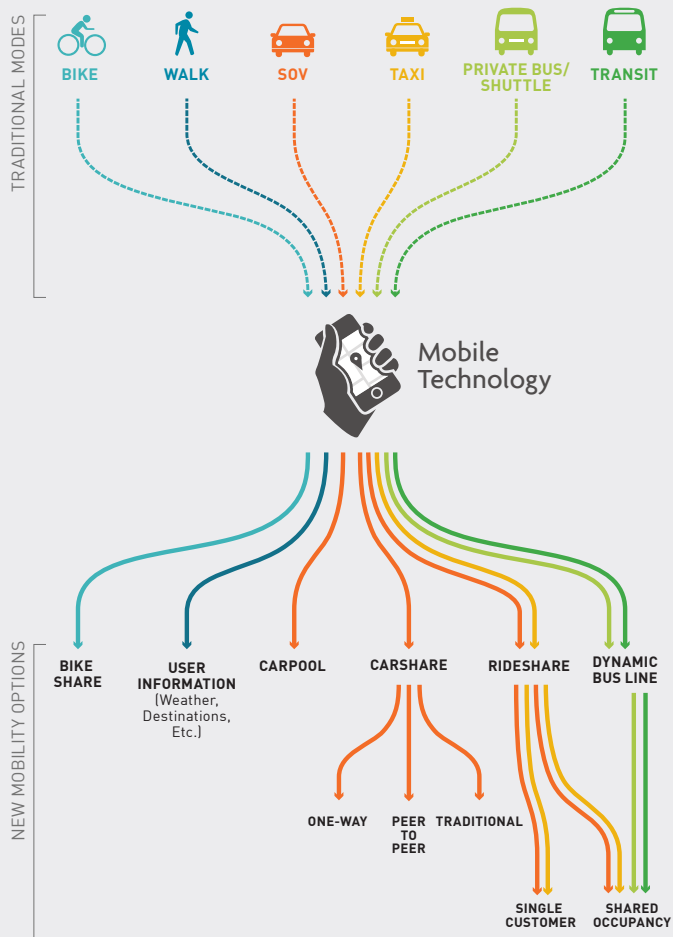 TRADITIONAL MODES
BIKE
WALK
SOV
TAXI
PRIVATE BUS/
SHUTTLE
TRANSIT
Mobile
Technology
NEW MOBILITY OPTIONS
BIKE
SHARE
USER
INFORMATION
(Weather,
Destinations,
Etc.)
CARPOOL
CARSHARE
RIDESHARE
DYNAMIC
BUS LINE
ONE-WAY
PEER
TO
PEER
TRADITIONAL
SINGLE
CUSTOMER
SHARED
OCCUPANCY